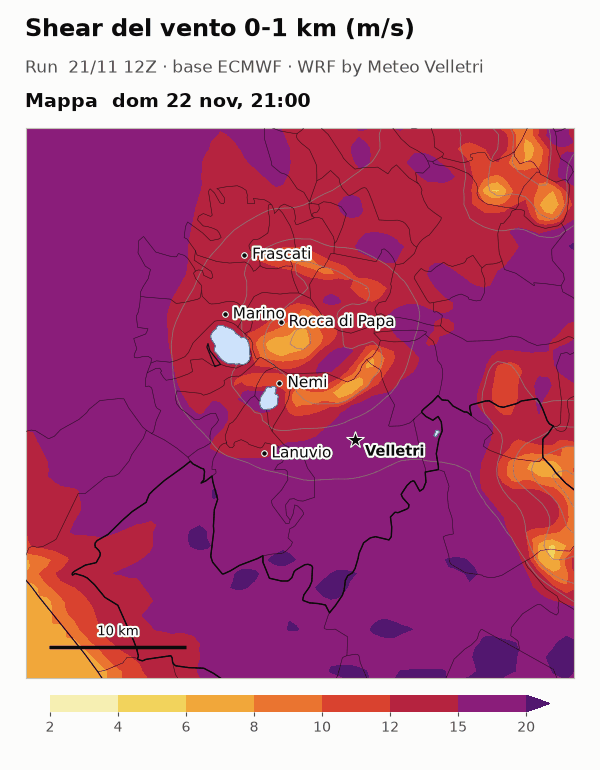 Shear del vento 0-1 km (m/s)
Run  21/11 12Z · base ECMWF · WRF by Meteo Velletri
Mappa  dom 22 nov, 21:00
Frascati
Marino
Rocca di Papa
Nemi
Velletri
Lanuvio
10 km
2 4 6 8 10 12 15 20